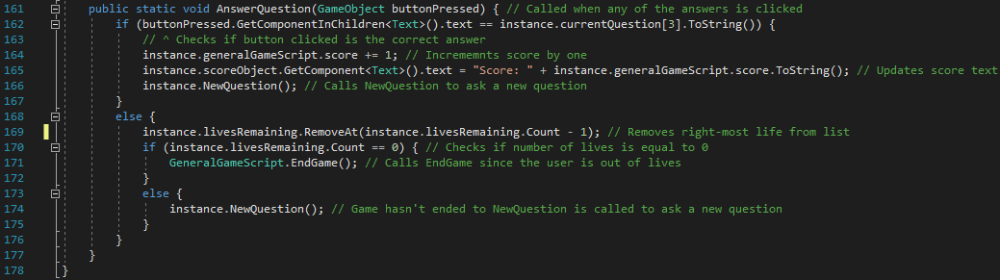 161 public static void AnswerQuestion(GameObject buttonPressed) { // Called when any of the answers is clicked
162 if (buttonPressed.GetComponentInChildren<Text>().text == instance.currentQuestion[3].ToString()) {
163 // ^ Checks if button clicked is the correct answer
164 instance.generalGameScript.score += 1; // Incrememnts score by one
165 instance.scoreObject.GetComponent<Text>().text = "Score: " + instance.generalGameScript.score.ToString(); // Updates score text
166 instance.NewQuestion(); // Calls NewQuestion to ask a new question
167 }
168 else {
169 instance.livesRemaining.RemoveAt(instance.livesRemaining.Count - 1); // Removes right-most life from list
170 if (instance.livesRemaining.Count == 0) { // Checks if number of lives is equal to 0
171 GeneralGameScript.EndGame(); // Calls EndGame since the user is out of lives
172 }
173 else {
174 instance.NewQuestion(); // Game hasn't ended to NewQuestion is called to ask a new question
175 }
176 }
177 }
178 }